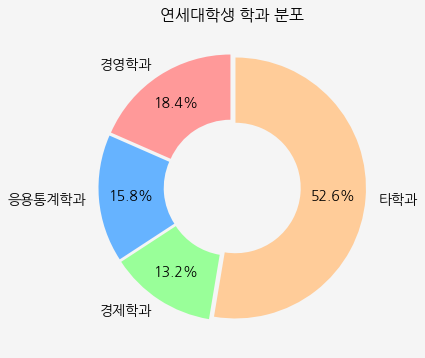 연세대학생 학과 분포
경영학과
18.4%
응용통계학과
15.8%
52.6%
타학과
13.2%
경제학과